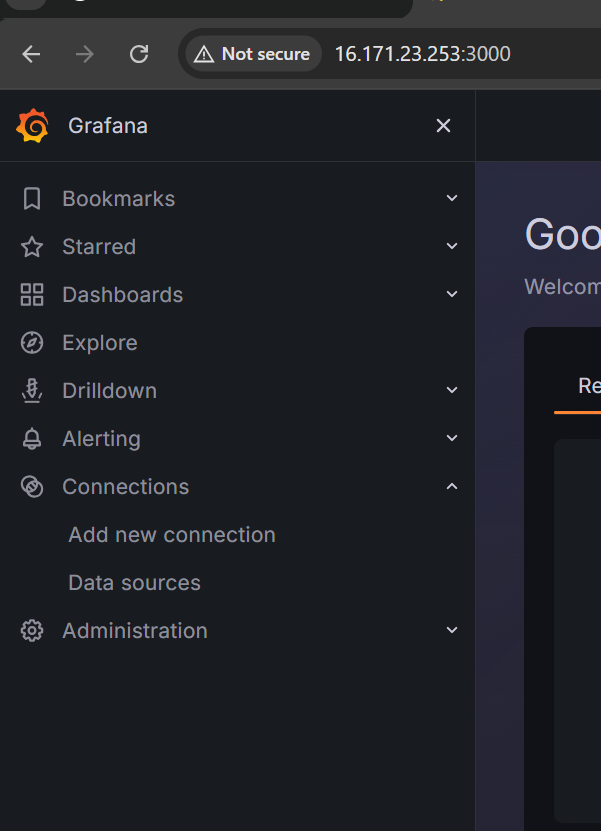 Not secure 16.171.23.253:3000
Grafana
Bookmarks
Starred
Dashboards
Explore
Drilldown
Alerting
Connections
Add new connection
Data sources
Administration
Goo
Welcom
Re